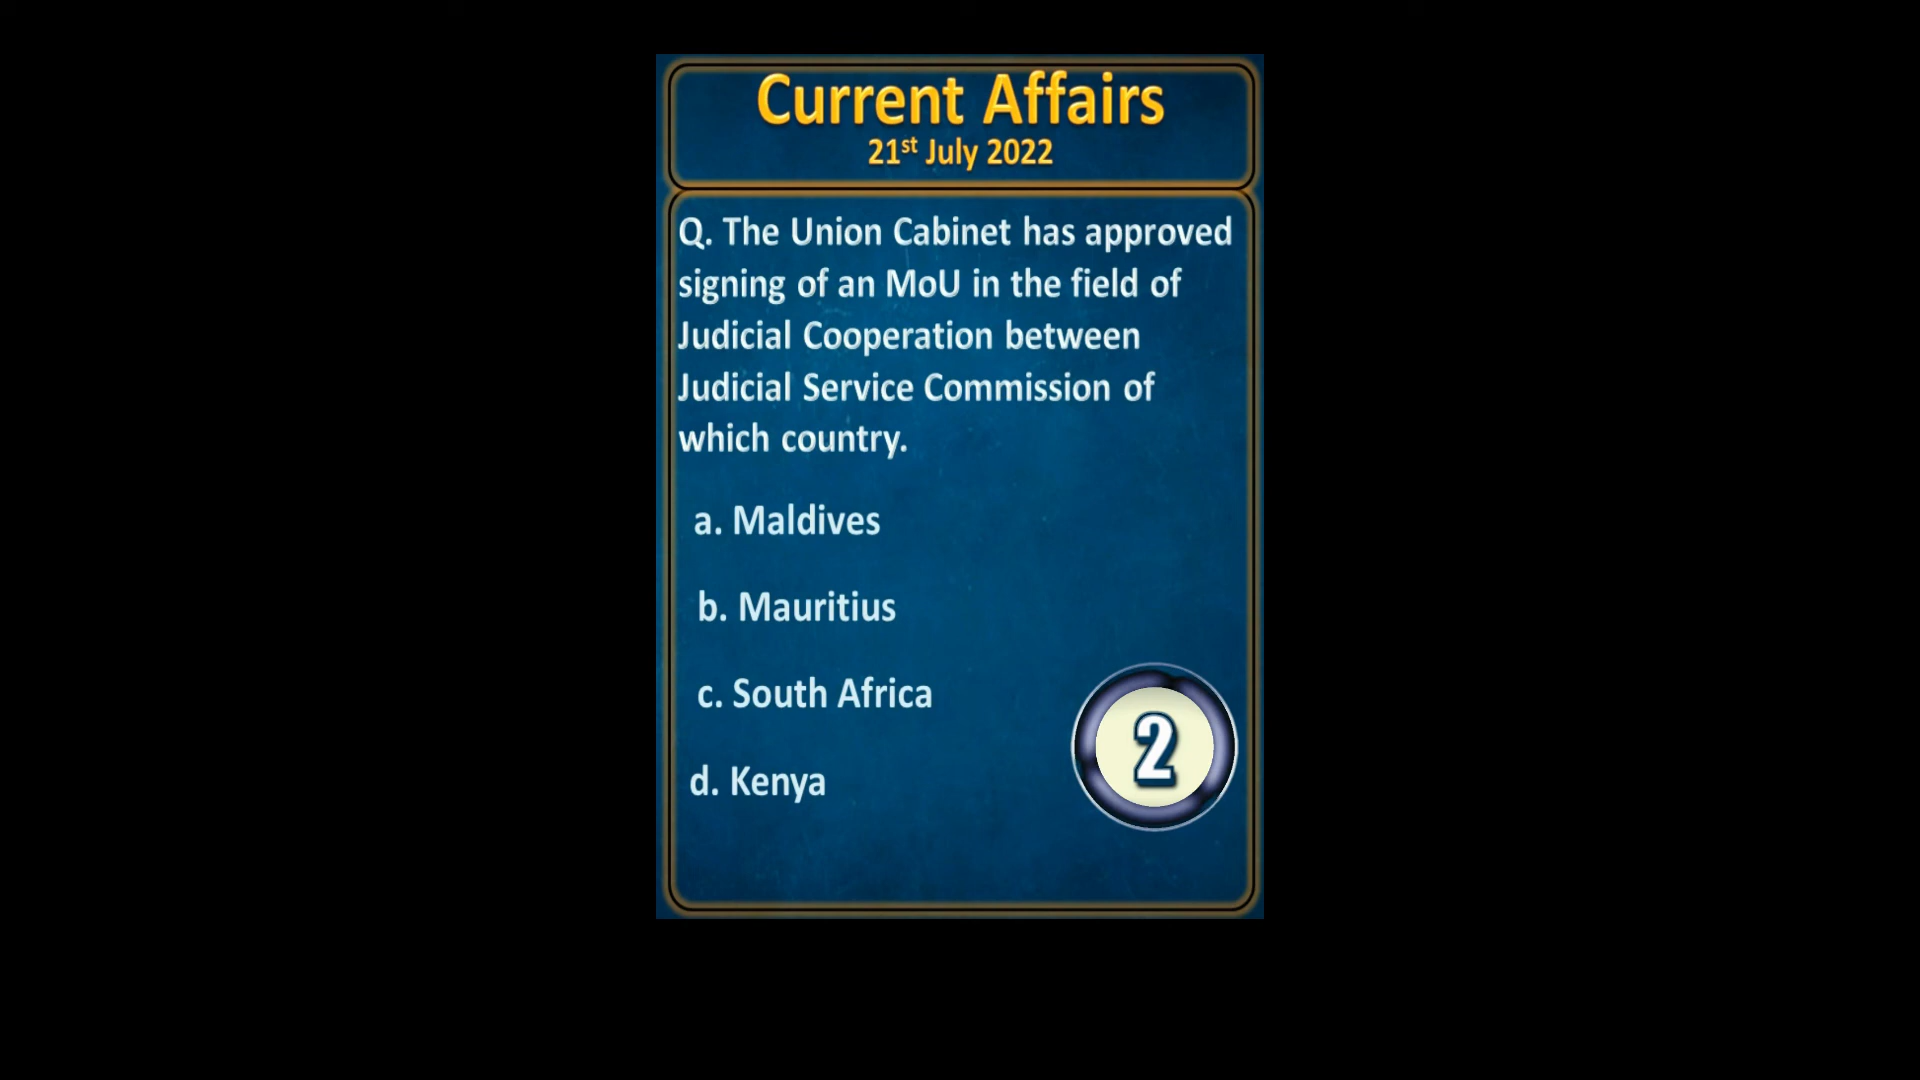 Current Affairs
21st July 2022
Q. The Union Cabinet has approved
signing of an MoU in the field of
Judicial Cooperation between
Judicial Service Commission of
which country.
a. Maldives
b. Mauritius
c. South Africa
d. Kenya
2